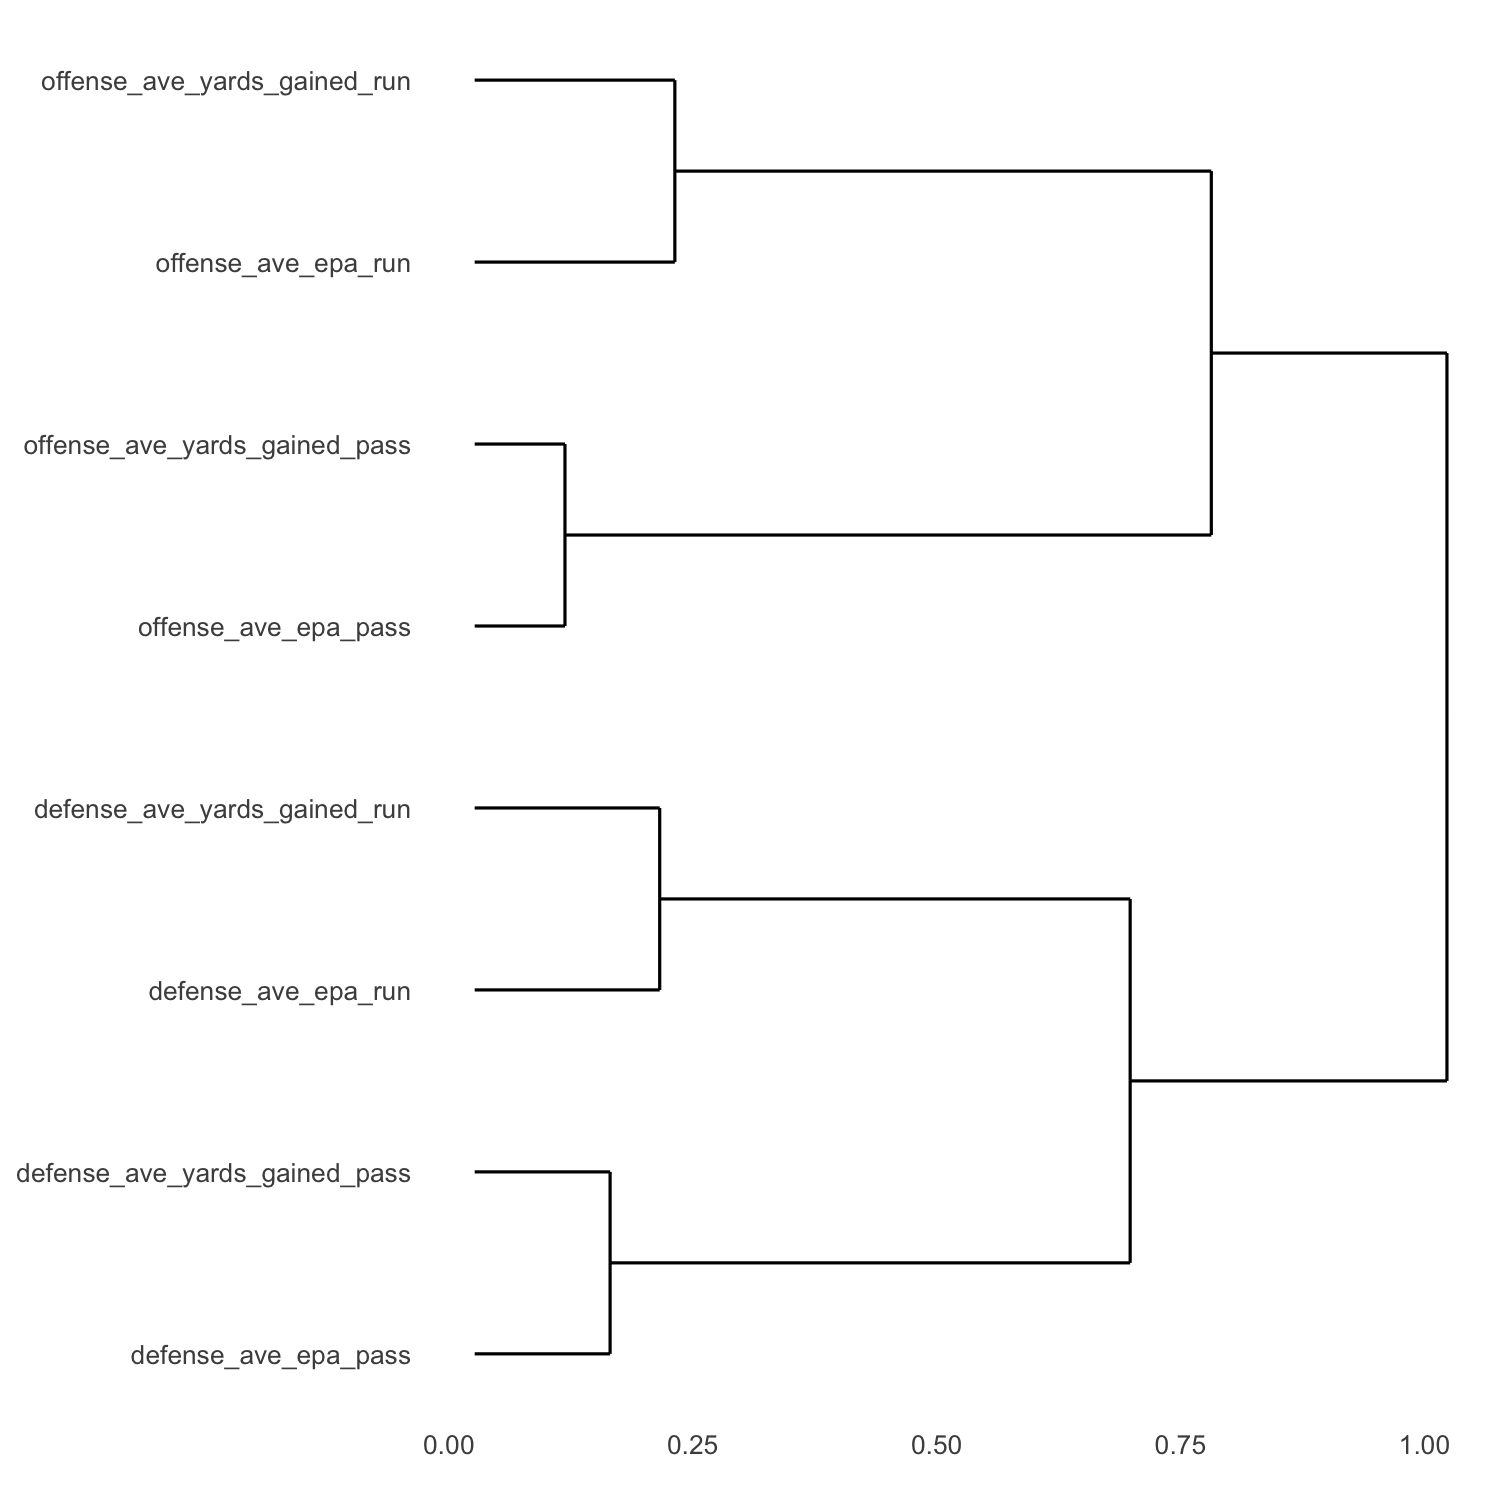 offense_ave_yards_gained_run
offense_ave_epa_run
offense_ave_yards_gained_pass
offense_ave_epa_pass
defense_ave_yards_gained_run
defense_ave_epa_run
defense_ave_yards_gained_pass
defense_ave_epa_pass
0.00 0.25 0.50 0.75 1.00